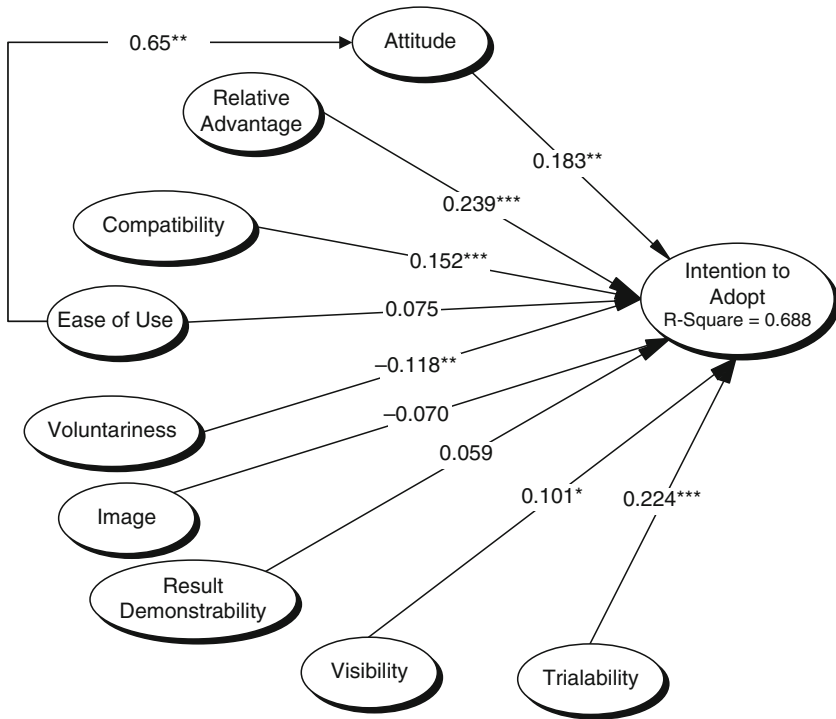 0.65**
Attitude
Relative
Advantage
0.183**
0.239***
Compatibility
0.152***
Intention to
Adopt
R-Square = 0.688
Ease of Use
0.075
–0.118**
Voluntariness
–0.070
0.059
Image
0.101*
0.224***
Result
Demonstrability
Visibility
Trialability